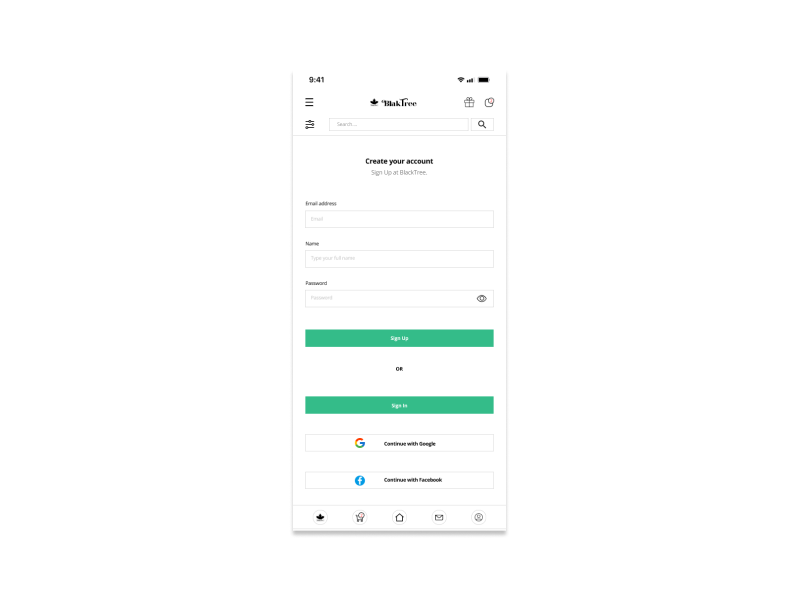 9:41
BlakTree
Search....
Create your account
Sign Up at BlackTree.
Email address
Email
Name
Type your full name
Password
Password
Sign Up
OR
Sign In
Continue with Google
Continue with Facebook